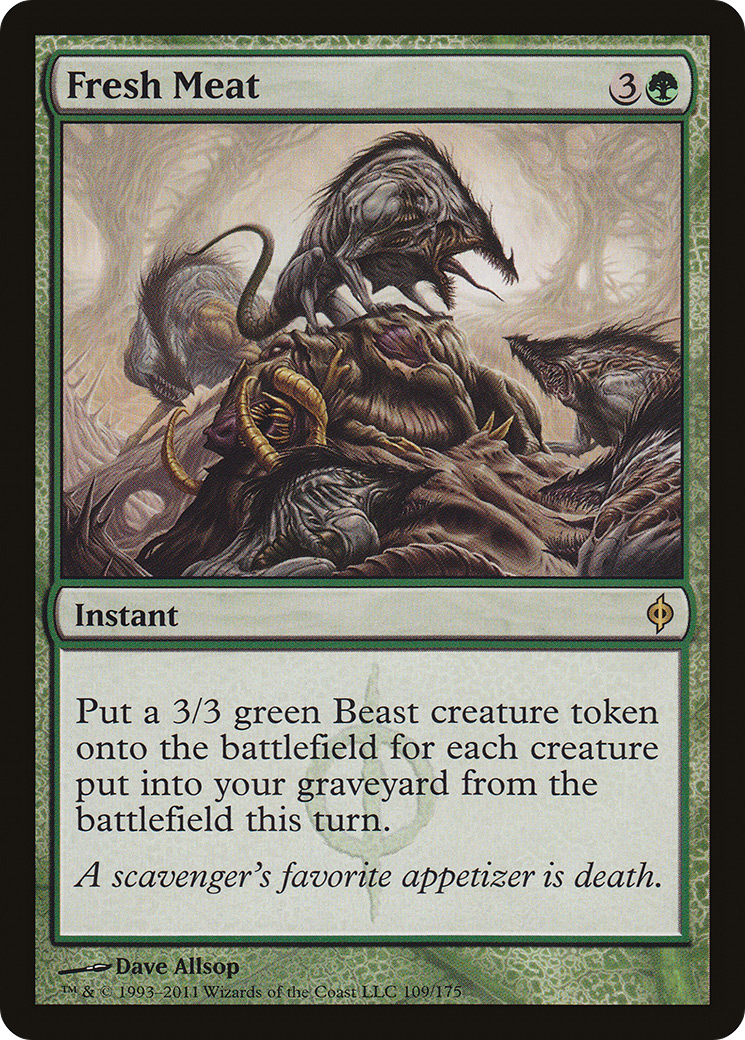 Fresh Meat 3
Instant
Put a 3/3 green Beast creature token
onto the battlefield for each creature
put into your graveyard from the
battlefield this turn.
A scavenger's favorite appetizer is death.
Dave Allsop
™ & © 1993–2011 Wizards of the Coast LLC 109/175